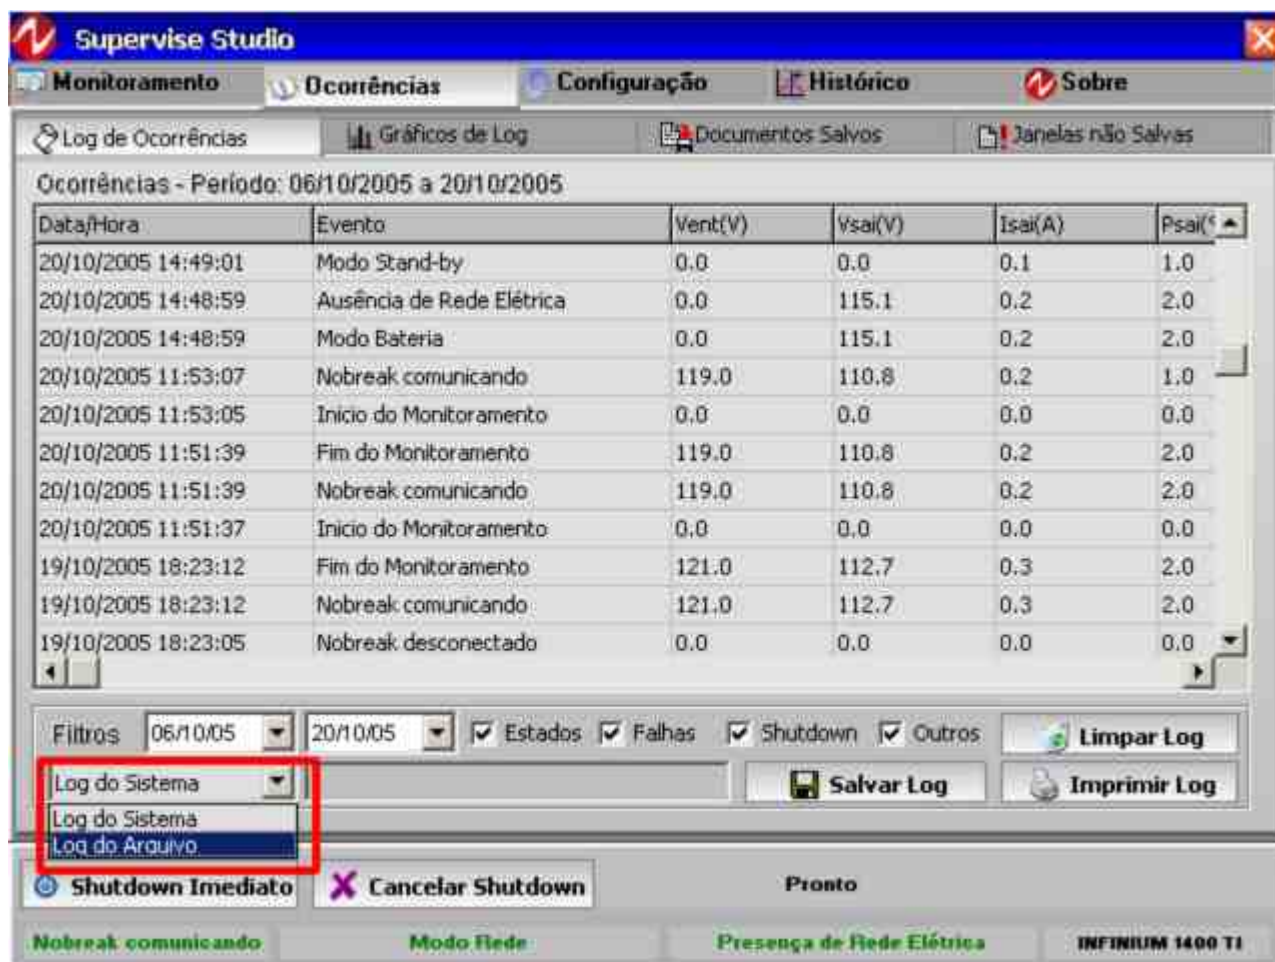 Supervise Studio
Monitoramento Ocorrências Configuração Histórico Sobre
Log de Ocorrências Gráficos de Log Documentos Salvos Janelas não Salvas
Ocorrências - Período: 06/10/2005 a 20/10/2005
Data/Hora Evento Vent(V) Vsai(V) Isai(A) Psai(
20/10/2005 14:49:01 Modo Stand-by 0.0 0.0 0.1 1.0
20/10/2005 14:48:59 Ausência de Rede Elétrica 0.0 115.1 0.2 2.0
20/10/2005 14:48:59 Modo Bateria 0.0 115.1 0.2 2.0
20/10/2005 11:53:07 Nobreak comunicando 119.0 110.8 0.2 1.0
20/10/2005 11:53:05 Inicio do Monitoramento 0.0 0.0 0.0 0.0
20/10/2005 11:51:39 Fim do Monitoramento 119.0 110.8 0.2 2.0
20/10/2005 11:51:39 Nobreak comunicando 119.0 110.8 0.2 2.0
20/10/2005 11:51:37 Inicio do Monitoramento 0.0 0.0 0.0 0.0
19/10/2005 18:23:12 Fim do Monitoramento 121.0 112.7 0.3 2.0
19/10/2005 18:23:12 Nobreak comunicando 121.0 112.7 0.3 2.0
19/10/2005 18:23:05 Nobreak desconectado 0.0 0.0 0.0 0.0
Filtros 06/10/05 20/10/05 Estados Falhas Shutdown Outros Limpar Log
Log do Sistema Salvar Log Imprimir Log
Log do Sistema
Log do Arquivo
Shutdown Imediato Cancelar Shutdown Pronto
Nobreak comunicando Modo Rede Presença de Rede Elétrica INFINIUM 1400 TI